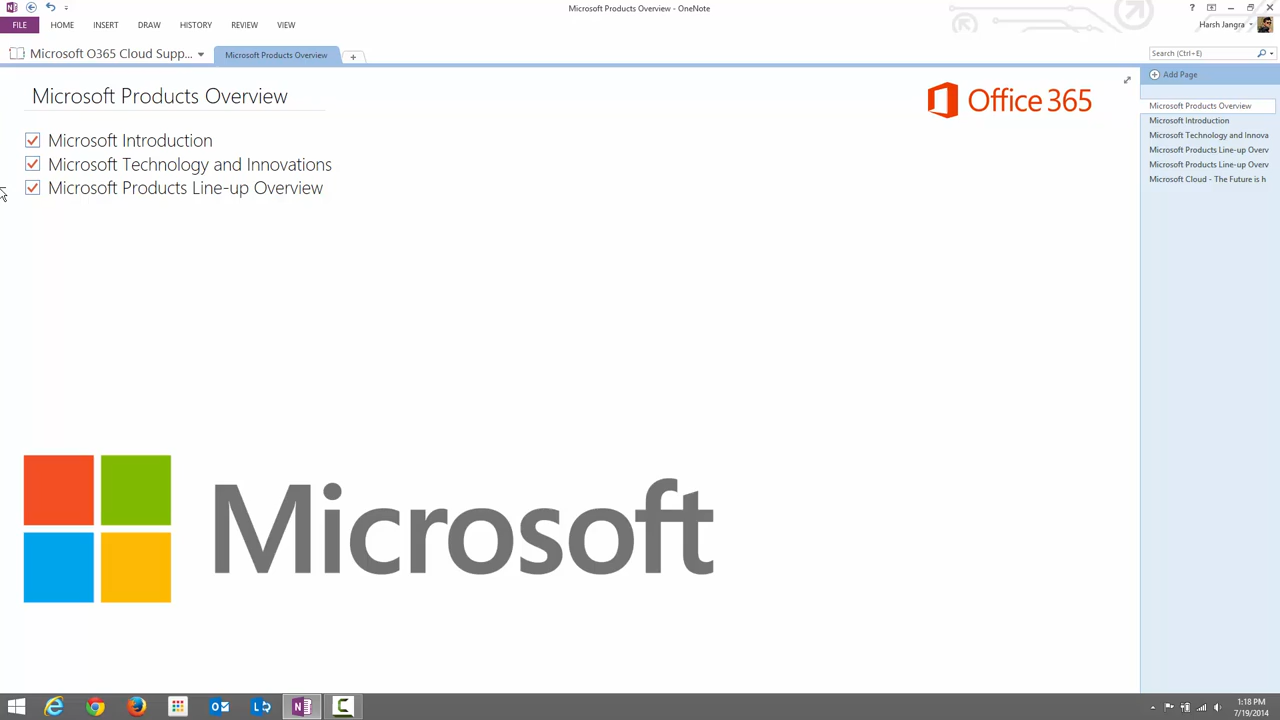 Microsoft Products Overview - OneNote
FILE HOME INSERT DRAW HISTORY REVIEW VIEW
Harsh Jangra
Microsoft O365 Cloud Supp...
Microsoft Products Overview
Search (Ctrl+E)
Microsoft Products Overview
Office 365
Microsoft Introduction
Microsoft Technology and Innovations
Microsoft Products Line-up Overview
Microsoft
Add Page
Microsoft Products Overview
Microsoft Introduction
Microsoft Technology and Innova
Microsoft Products Line-up Overv
Microsoft Products Line-up Overv
Microsoft Cloud - The Future is h
1:18 PM
7/19/2014